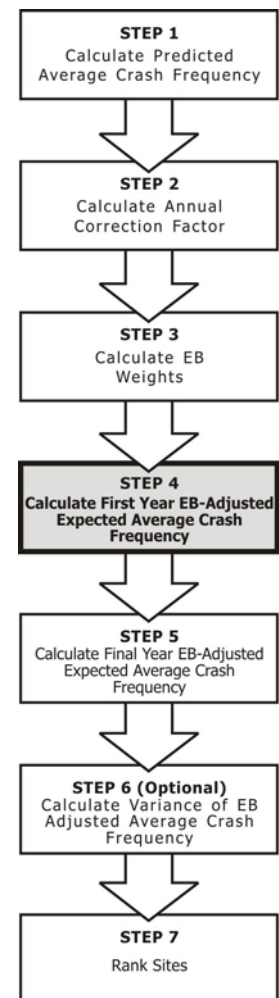 STEP 1
Calculate Predicted
Average Crash Frequency
STEP 2
Calculate Annual
Correction Factor
STEP 3
Calculate EB
Weights
STEP 4
Calculate First Year EB-Adjusted
Expected Average Crash
Frequency
STEP 5
Calculate Final Year EB-Adjusted
Expected Average Crash
Frequency
STEP 6 (Optional)
Calculate Variance of EB
Adjusted Average Crash
Frequency
STEP 7
Rank Sites